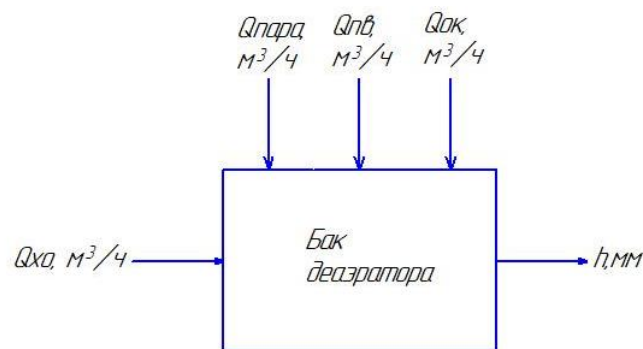 Qпара, Qпв, Qок,
м³/ч м³/ч м³/ч
Qхо, м³/ч
Бак
деаэратора
h,мм